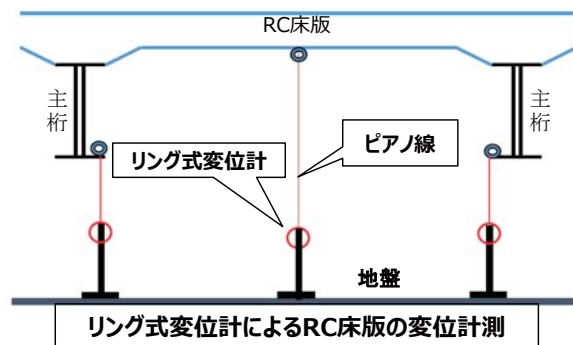 RC床版
主桁
主桁
リング式変位計
ピアノ線
地盤
リング式変位計によるRC床版の変位計測